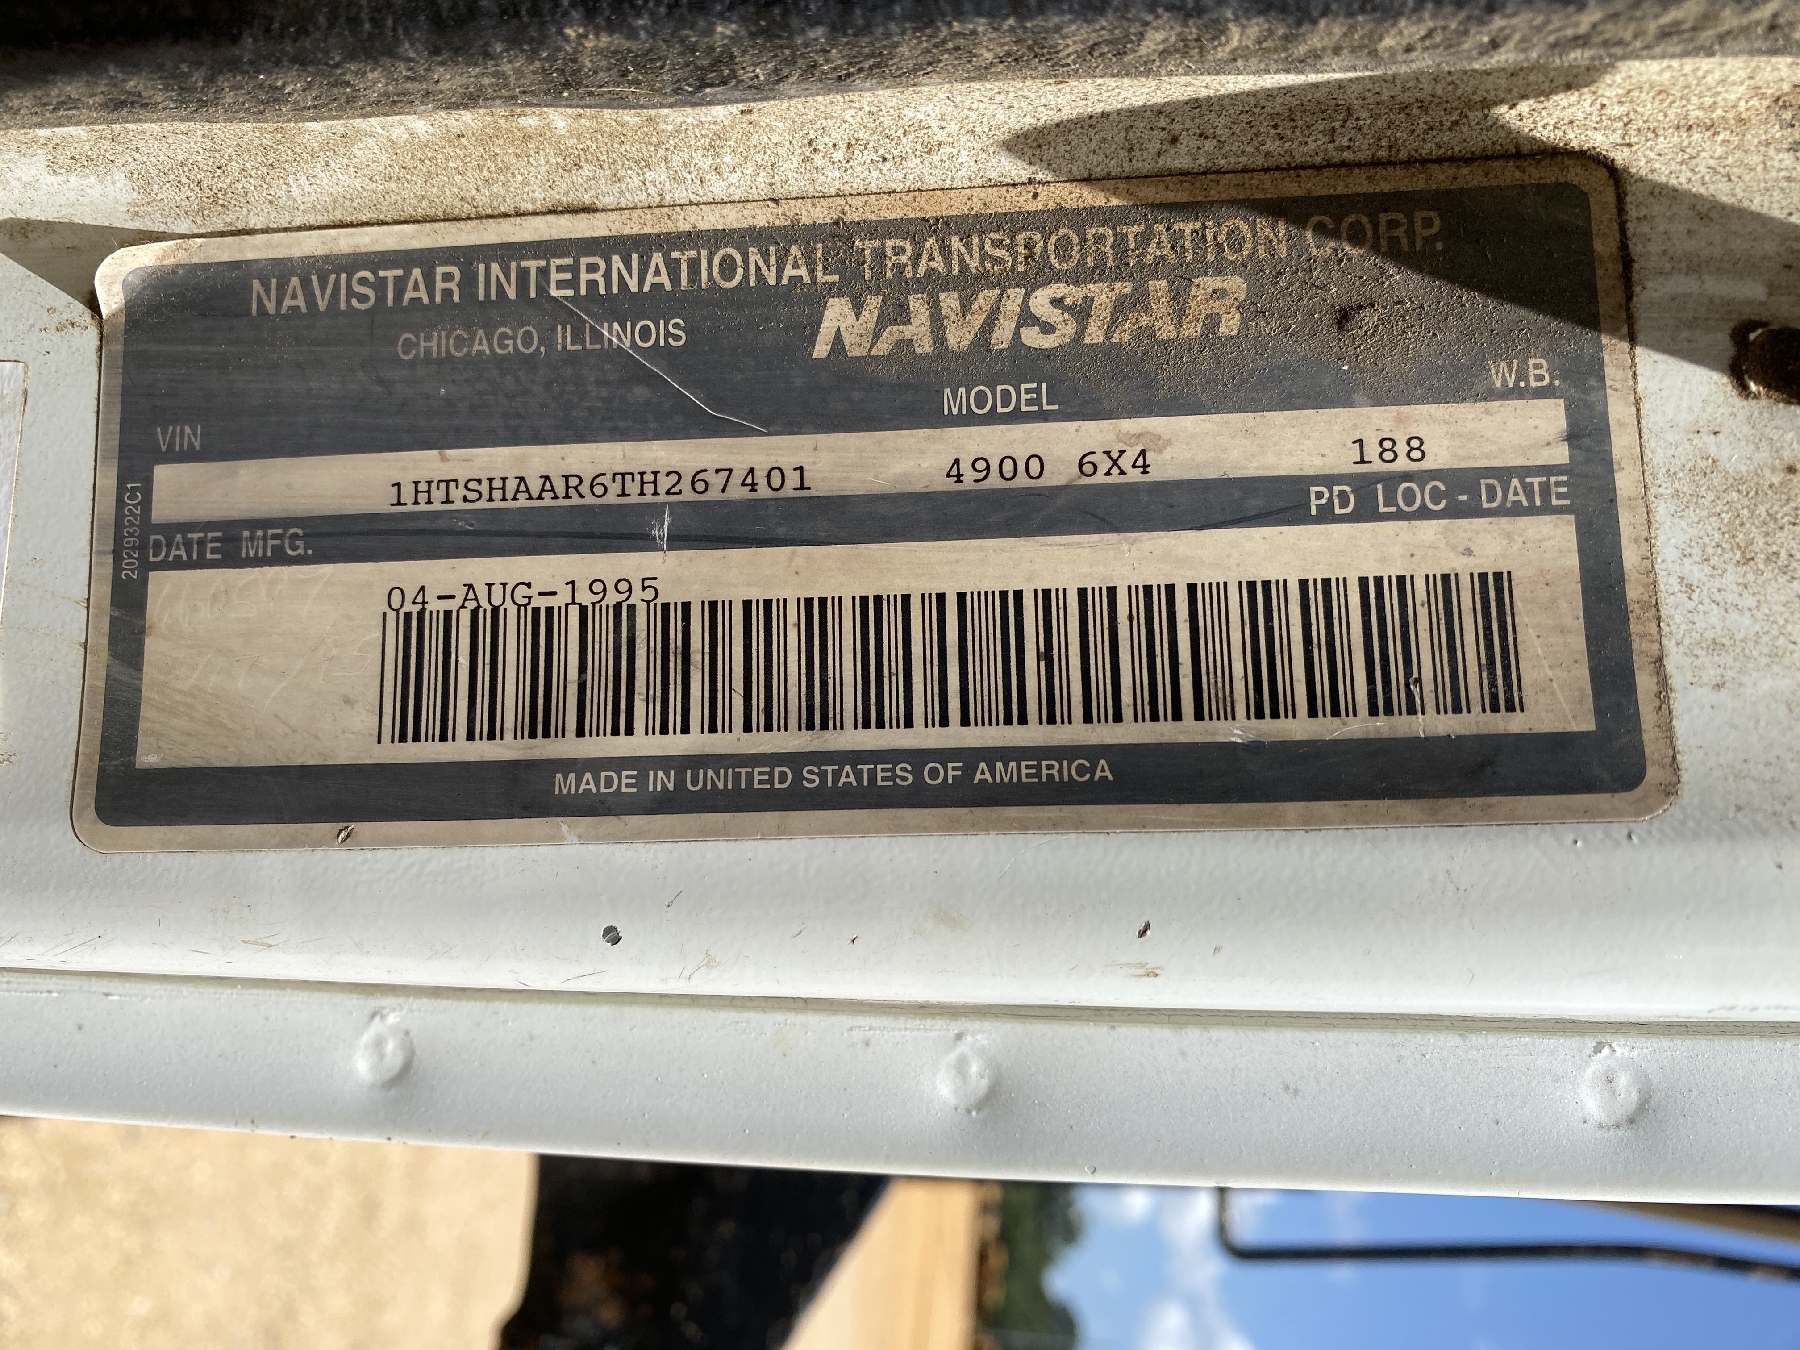 NAVISTAR INTERNATIONAL TRANSPORTATION CORP.
CHICAGO, ILLINOIS NAVISTAR
VIN MODEL W.B.
1HTSHAAR6TH267401 4900 6X4 188
DATE MFG. PD LOC - DATE
04-AUG-1995
MADE IN UNITED STATES OF AMERICA
2029322C1